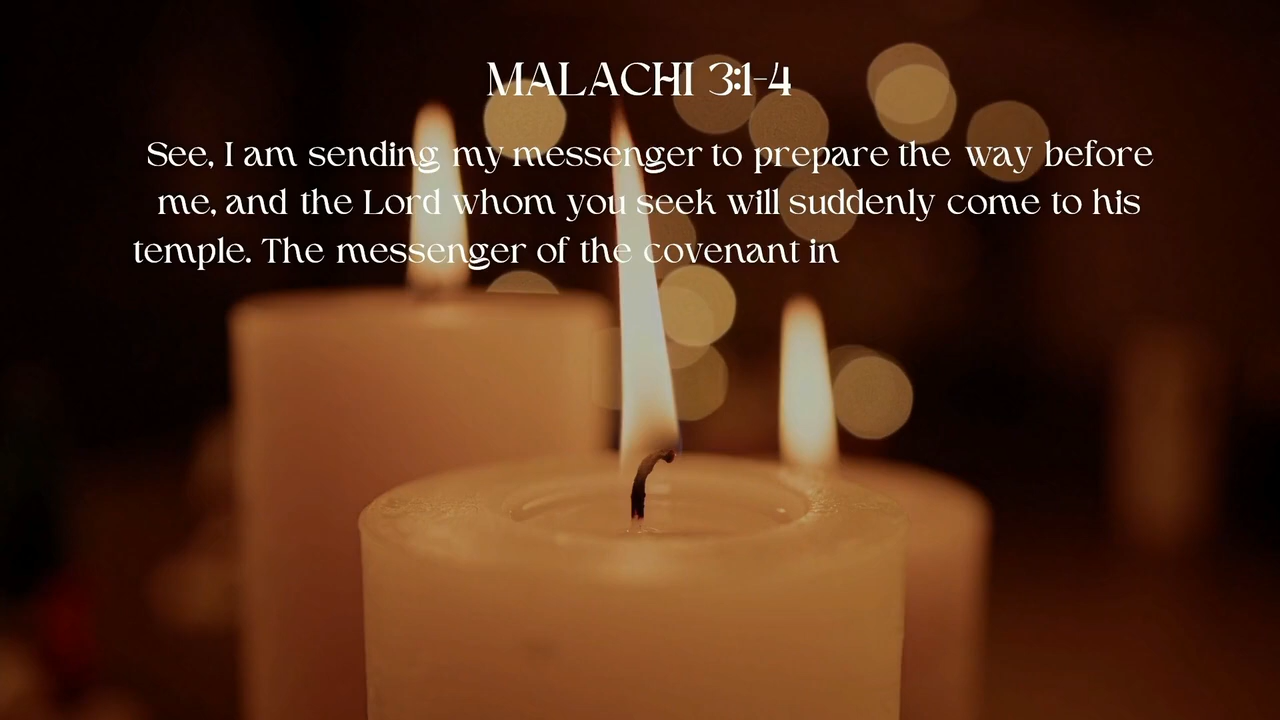 MALACHI 3:1-4
See, I am sending my messenger to prepare the way before
me, and the Lord whom you seek will suddenly come to his
temple. The messenger of the covenant in